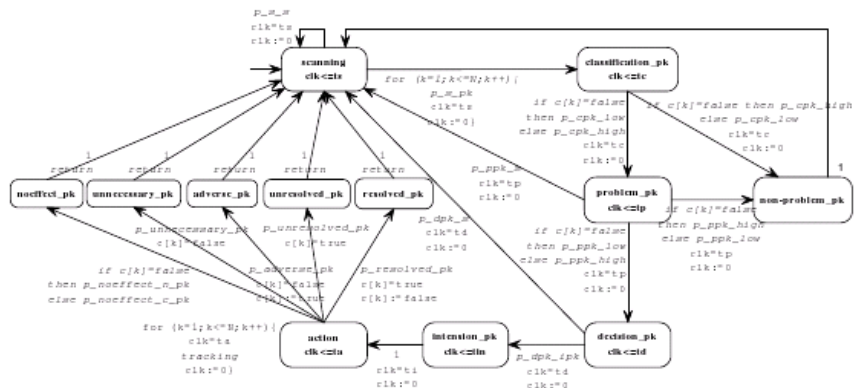 p_s_s
clk=ts
clk:=0
scanning
clk<=is
classification_pk
clk<=ic
for (k=1;k<=N;k++){
p_s_pk
clk=ts
clk:=0}
if c[k]=false
then p_cpk_low
else p_cpk_high
clk=tc
clk:=0
if c[k]=false then p_cpk_high
else p_cpk_low
clk=tc
clk:=0
1
return
1
return
1
return
1
return
1
return
p_ppk_s
clk=tp
clk:=0
1
noeffect_pk
unnecessary_pk
adverse_pk
unresolved_pk
resolved_pk
problem_pk
clk<=ip
non-problem_pk
p_dpk_s
clk=td
clk:=0
if c[k]=false
then p_ppk_high
else p_ppk_low
clk=tp
clk:=0
p_unnecessary_pk
c[k]=false
p_unresolved_pk
c[k]=true
if c[k]=false
then p_ppk_low
else p_ppk_high
clk=tp
clk:=0
if c[k]=false
then p_noeffect_n_pk
else p_noeffect_c_pk
p_adverse_pk
c[k]=false
c[k]:=true
p_resolved_pk
c[k]=true
c[k]:=false
for (k=1;k<=N;k++){
clk=ta
tracking
clk:=0}
action
clk<=ia
1
clk=ti
clk:=0
intension_pk
clk<=iin
p_dpk_ipk
clk=td
clk:=0
decision_pk
clk<=id